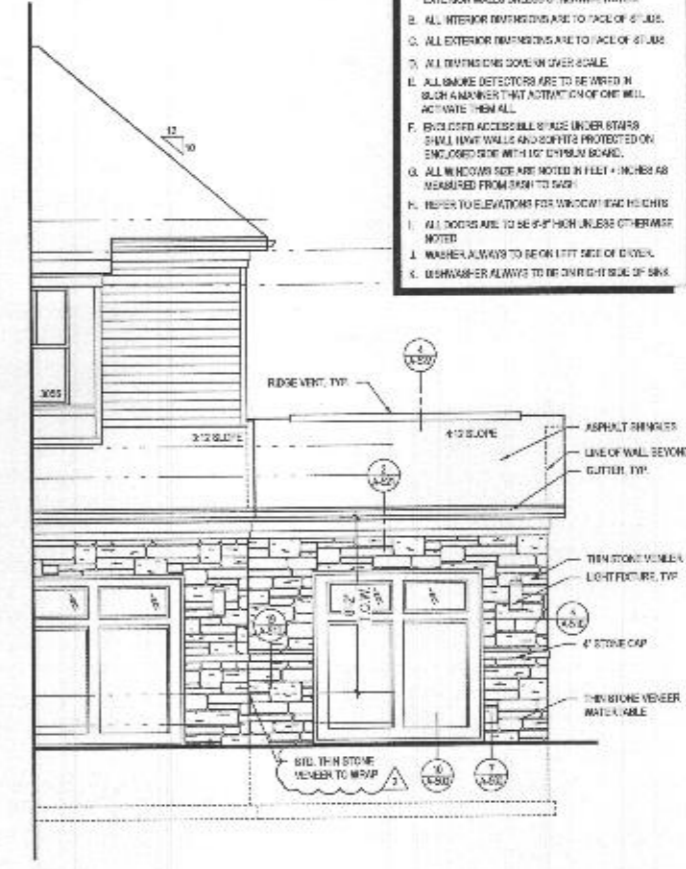 B. ALL INTERIOR DIMENSIONS ARE TO FACE OF STUDS.
C. ALL EXTERIOR DIMENSIONS ARE TO FACE OF STUDS.
D. ALL DIMENSIONS GOVERN OVER SCALE.
E. ALL SMOKE DETECTORS ARE TO BE WIRED IN
SUCH A MANNER THAT ACTIVATION OF ONE WILL
ACTIVATE THEM ALL.
F. ENCLOSED ACCESSIBLE SPACE UNDER STAIRS
SHALL HAVE WALLS AND SOFFITS PROTECTED ON
ENCLOSED SIDE WITH 1/2" GYPSUM BOARD.
G. ALL WINDOWS SIZE ARE NOTED IN FEET + INCHES AS
MEASURED FROM SASH TO SASH
H. REFER TO ELEVATIONS FOR WINDOW HEAD HEIGHTS
I. ALL DOORS ARE TO BE 6'-8" HIGH UNLESS OTHERWISE
NOTED
J. WASHER ALWAYS TO BE ON LEFT SIDE OF DRYER.
K. DISHWASHER ALWAYS TO BE ON RIGHT SIDE OF SINK
12
10
RIDGE VENT, TYP.
3:12 SLOPE
4:12 SLOPE
ASPHALT SHINGLES
LINE OF WALL BEYOND
GUTTER, TYP.
THIN STONE VENEER
LIGHT FIXTURE, TYP.
T.O.W.
4" STONE CAP
THIN STONE VENEER
WATERTABLE
STD. THIN STONE
VENEER TO WRAP
10
7